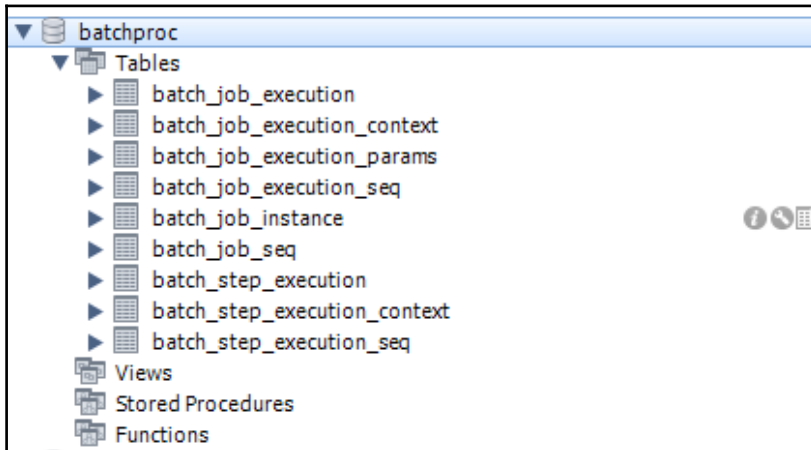 batchproc
Tables
batch_job_execution
batch_job_execution_context
batch_job_execution_params
batch_job_execution_seq
batch_job_instance
batch_job_seq
batch_step_execution
batch_step_execution_context
batch_step_execution_seq
Views
Stored Procedures
Functions